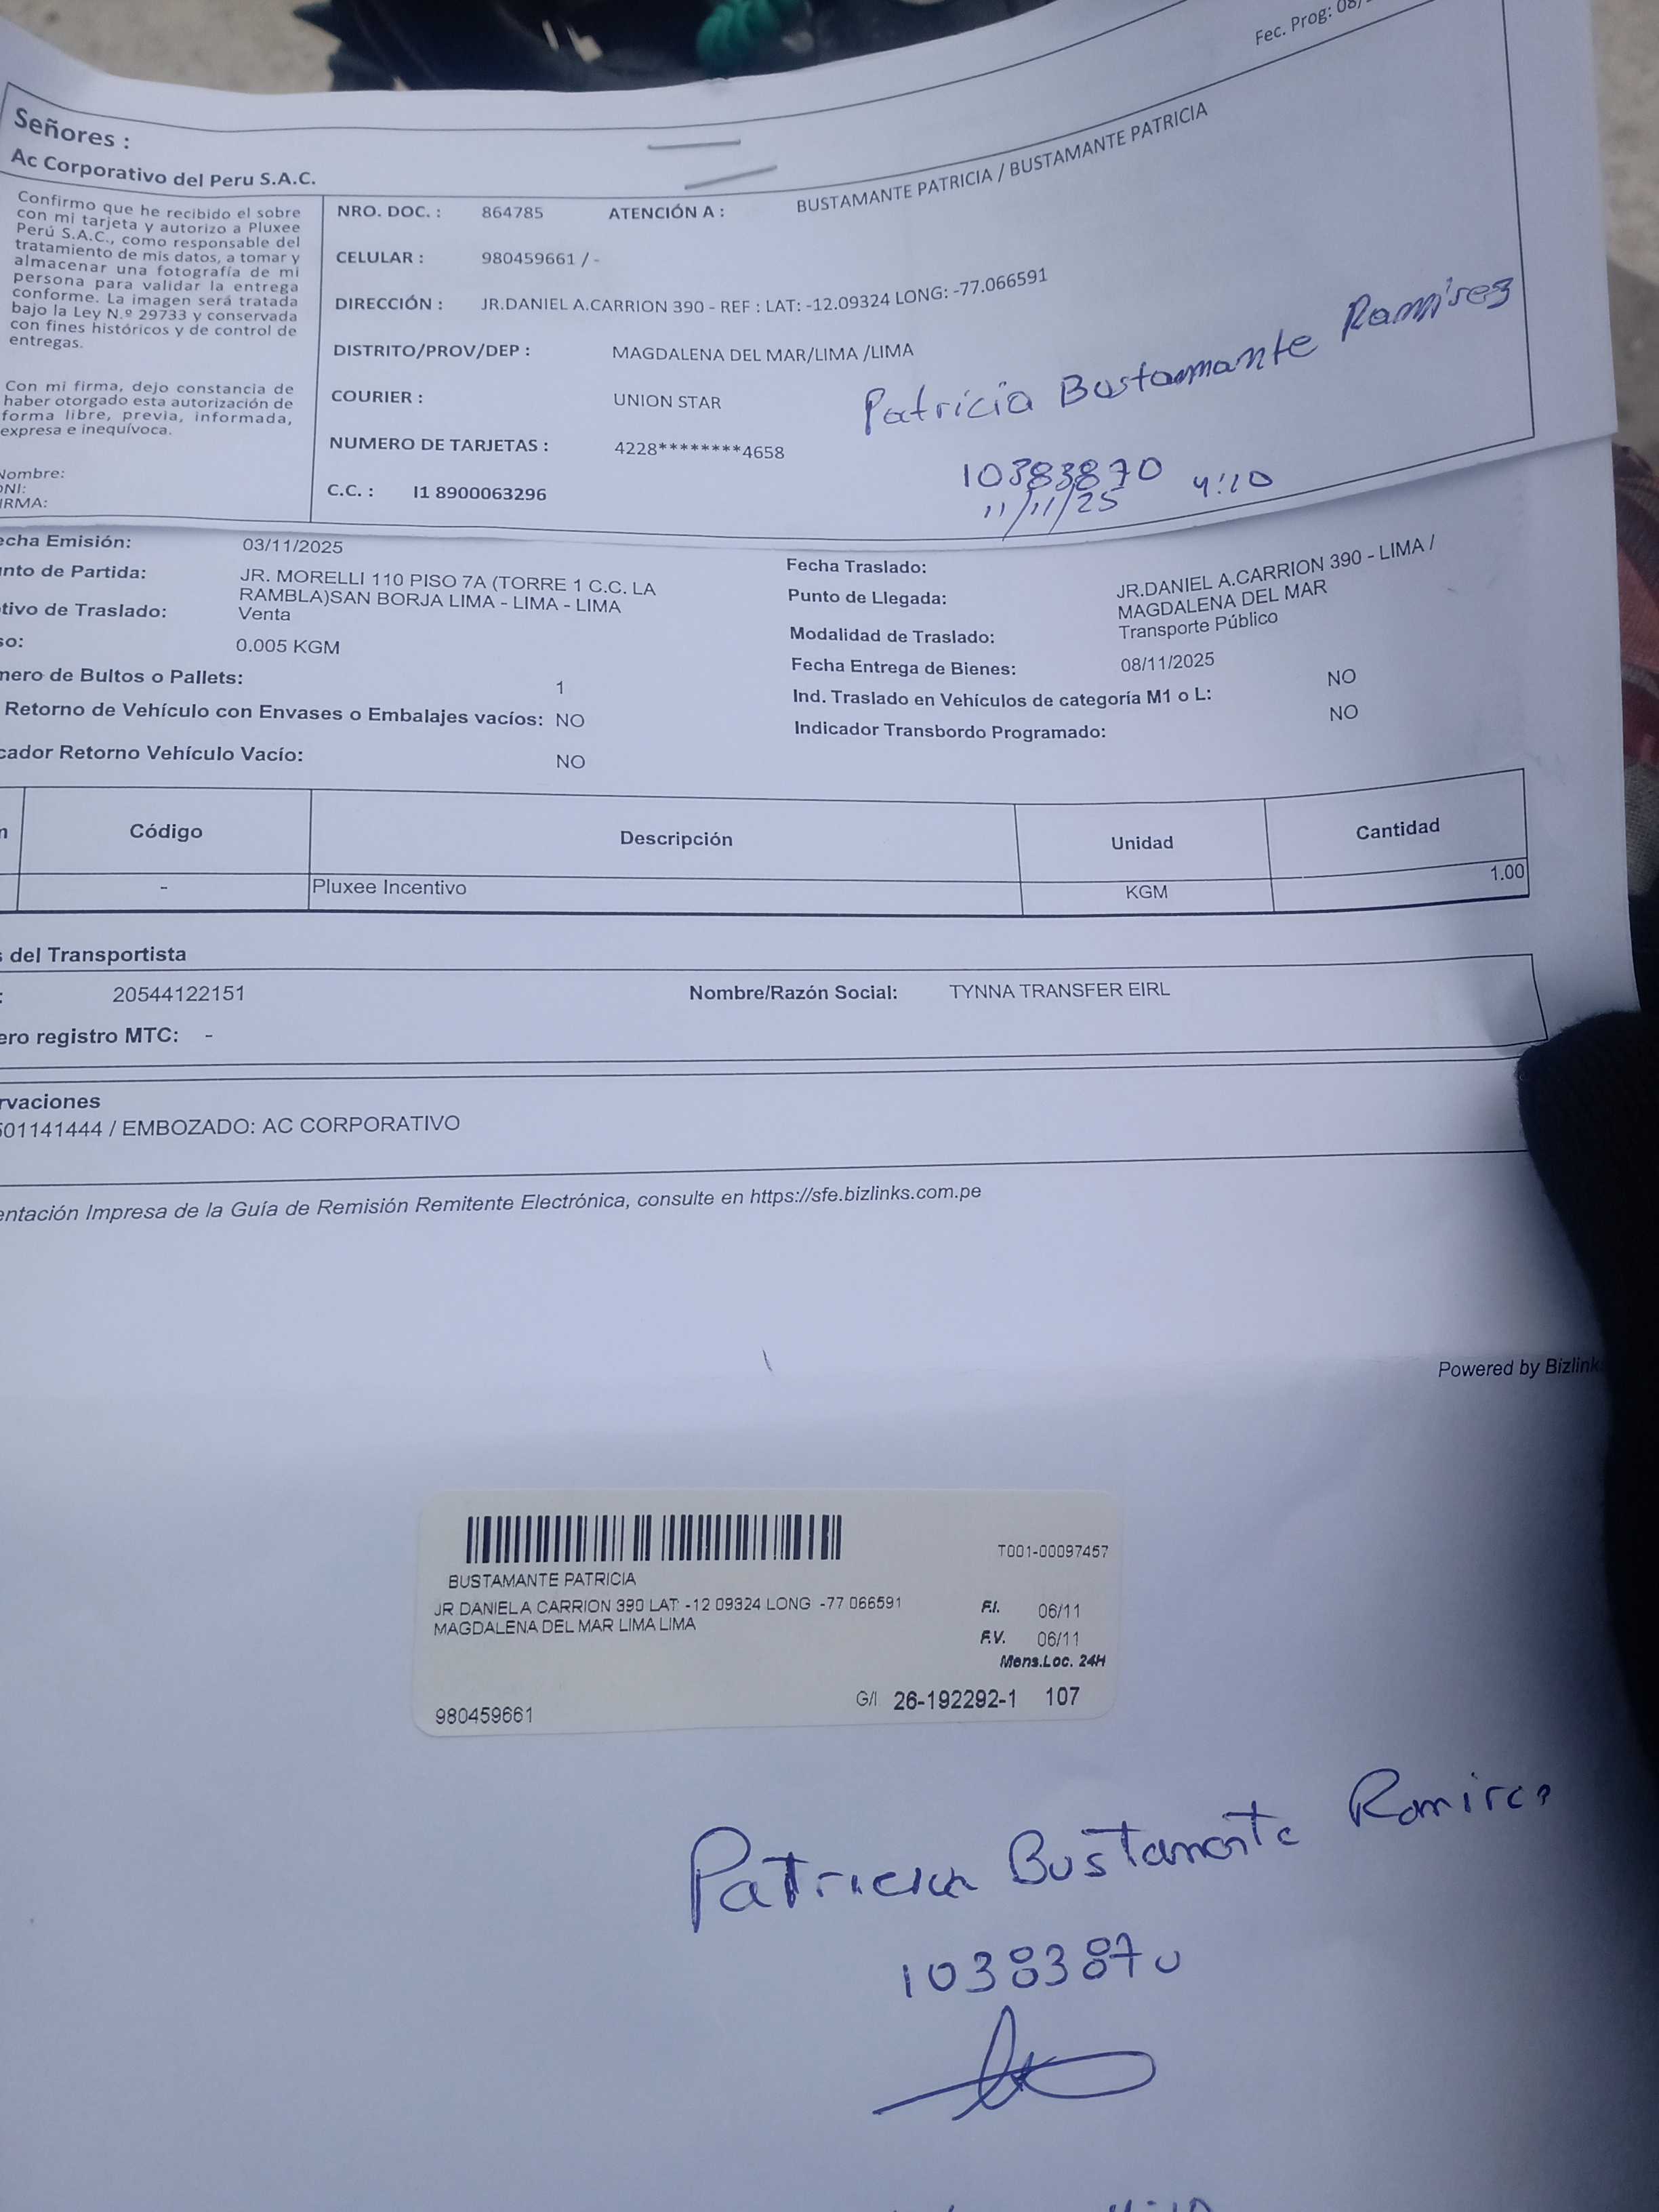 Fec. Prog: 08/
Señores :
Ac Corporativo del Peru S.A.C.
Confirmo que he recibido el sobre
con mi tarjeta y autorizo a Pluxee
Perú S.A.C., como responsable del
tratamiento de mis datos, a tomar y
almacenar una fotografía de mi
persona para validar la entrega
conforme. La imagen será tratada
bajo la Ley N.º 29733 y conservada
con fines históricos y de control de
entregas.
Con mi firma, dejo constancia de
haber otorgado esta autorización de
forma libre, previa, informada,
expresa e inequívoca.
Nombre:
DNI:
IRMA:
NRO. DOC. : 864785 ATENCIÓN A : BUSTAMANTE PATRICIA / BUSTAMANTE PATRICIA
CELULAR : 980459661 / -
DIRECCIÓN : JR.DANIEL A.CARRION 390 - REF : LAT: -12.09324 LONG: -77.066591
DISTRITO/PROV/DEP : MAGDALENA DEL MAR/LIMA /LIMA
COURIER : UNION STAR
NUMERO DE TARJETAS : 4228********4658
C.C. : I1 8900063296
Patricia Bustamante Ramirez
10383870 4:10
11/11/25
echa Emisión: 03/11/2025
nto de Partida: JR. MORELLI 110 PISO 7A (TORRE 1 C.C. LA
RAMBLA)SAN BORJA LIMA - LIMA - LIMA
tivo de Traslado: Venta
so: 0.005 KGM
mero de Bultos o Pallets: 1
Retorno de Vehículo con Envases o Embalajes vacíos: NO
cador Retorno Vehículo Vacío: NO
Fecha Traslado:
Punto de Llegada: JR.DANIEL A.CARRION 390 - LIMA /
MAGDALENA DEL MAR
Modalidad de Traslado: Transporte Público
Fecha Entrega de Bienes: 08/11/2025
Ind. Traslado en Vehículos de categoría M1 o L: NO
Indicador Transbordo Programado: NO
Código Descripción Unidad Cantidad
- Pluxee Incentivo KGM 1.00
del Transportista
: 20544122151 Nombre/Razón Social: TYNNA TRANSFER EIRL
ero registro MTC: -
rvaciones
501141444 / EMBOZADO: AC CORPORATIVO
entación Impresa de la Guía de Remisión Remitente Electrónica, consulte en https://sfe.bizlinks.com.pe
Powered by Bizlink
T001-00097457
BUSTAMANTE PATRICIA
JR DANIEL A CARRION 390 LAT: -12 09324 LONG -77 066591
MAGDALENA DEL MAR LIMA LIMA
F.I. 06/11
F.V. 06/11
Mens.Loc. 24H
980459661 G/I 26-192292-1 107
Patricia Bustamante Ramirez
10383870